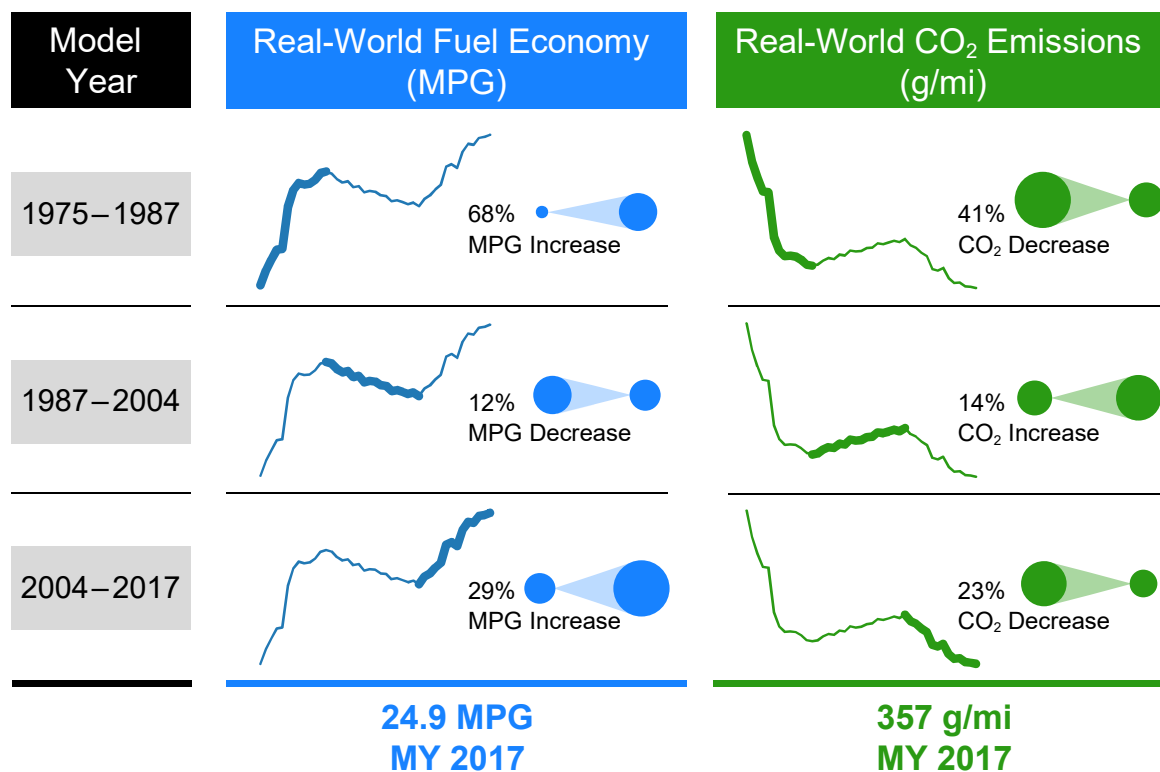 Model
Year
Real-World Fuel Economy
(MPG)
Real-World CO₂ Emissions
(g/mi)
1975–1987
68%
MPG Increase
41%
CO₂ Decrease
1987–2004
12%
MPG Decrease
14%
CO₂ Increase
2004–2017
29%
MPG Increase
23%
CO₂ Decrease
24.9 MPG
MY 2017
357 g/mi
MY 2017